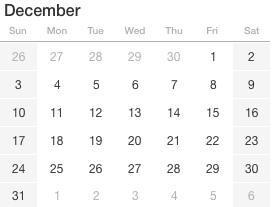 December
Sun Mon Tue Wed Thu Fri Sat
26 27 28 29 30 1 2
3 4 5 6 7 8 9
10 11 12 13 14 15 16
17 18 19 20 21 22 23
24 25 26 27 28 29 30
31 1 2 3 4 5 6